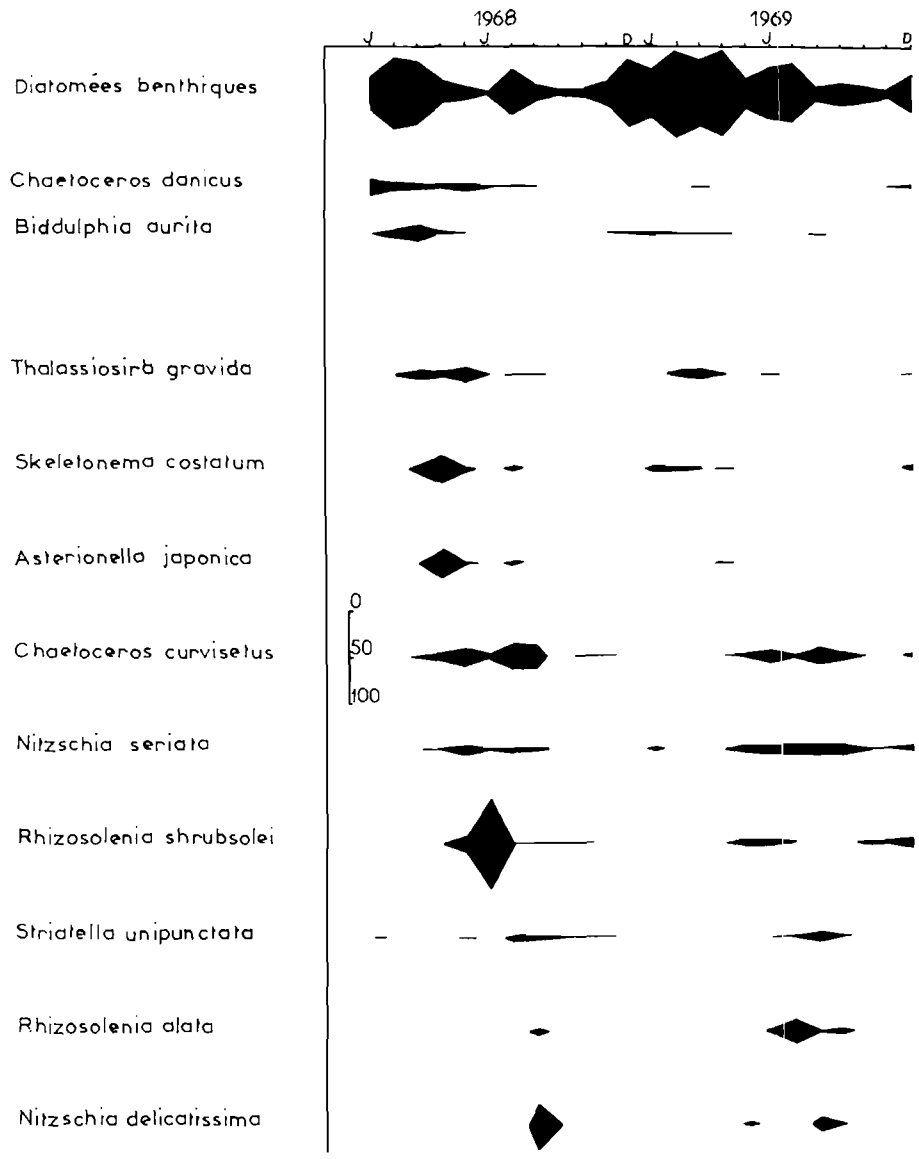 1968 1969
J J D J J D
Diatomées benthiques
Chaetoceros danicus
Biddulphia aurita
Thalassiosira gravida
Skeletonema costatum
Asterionella japonica
0
Chaetoceros curvisetus 50
100
Nitzschia seriata
Rhizosolenia shrubsolei
Striatella unipunctata
Rhizosolenia alata
Nitzschia delicatissima